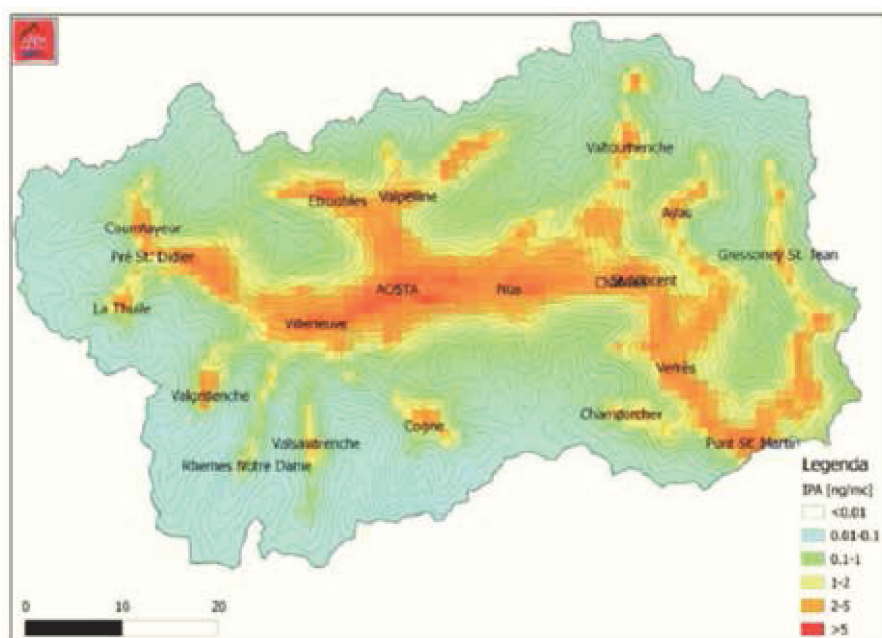 Valtournenche
Etroubles
Valpelline
Ayas
Courmayeur
Pré St. Didier
Gressoney St. Jean
AOSTA
Nus
La Thuile
Villeneuve
Verrès
Valgrisenche
Champorcher
Cogne
Valsavarenche
Pont St. Martin
Rhemes Notre Dame
Legenda
IPA [ng/mc]
<0.01
0.01-0.1
0.1-1
1-2
2-5
>5
0 10 20